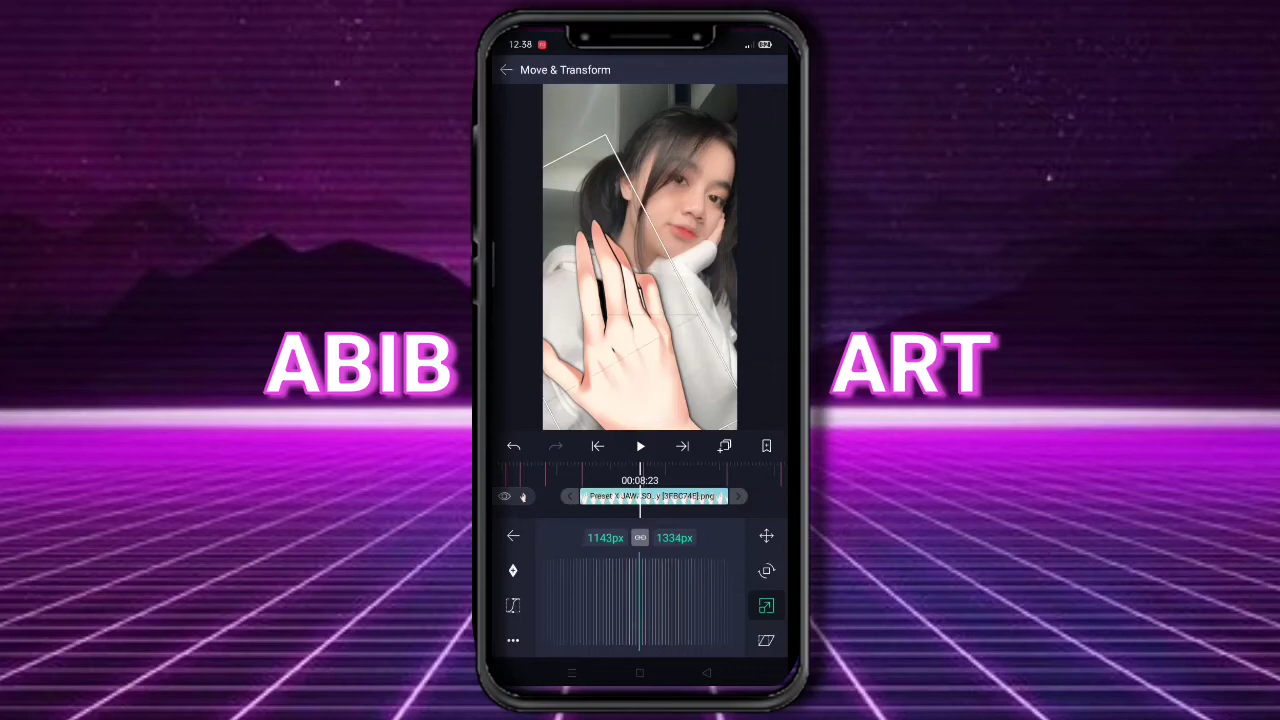 12.38
Move & Transform
ABIB ART
00:08:23
1143px 1334px